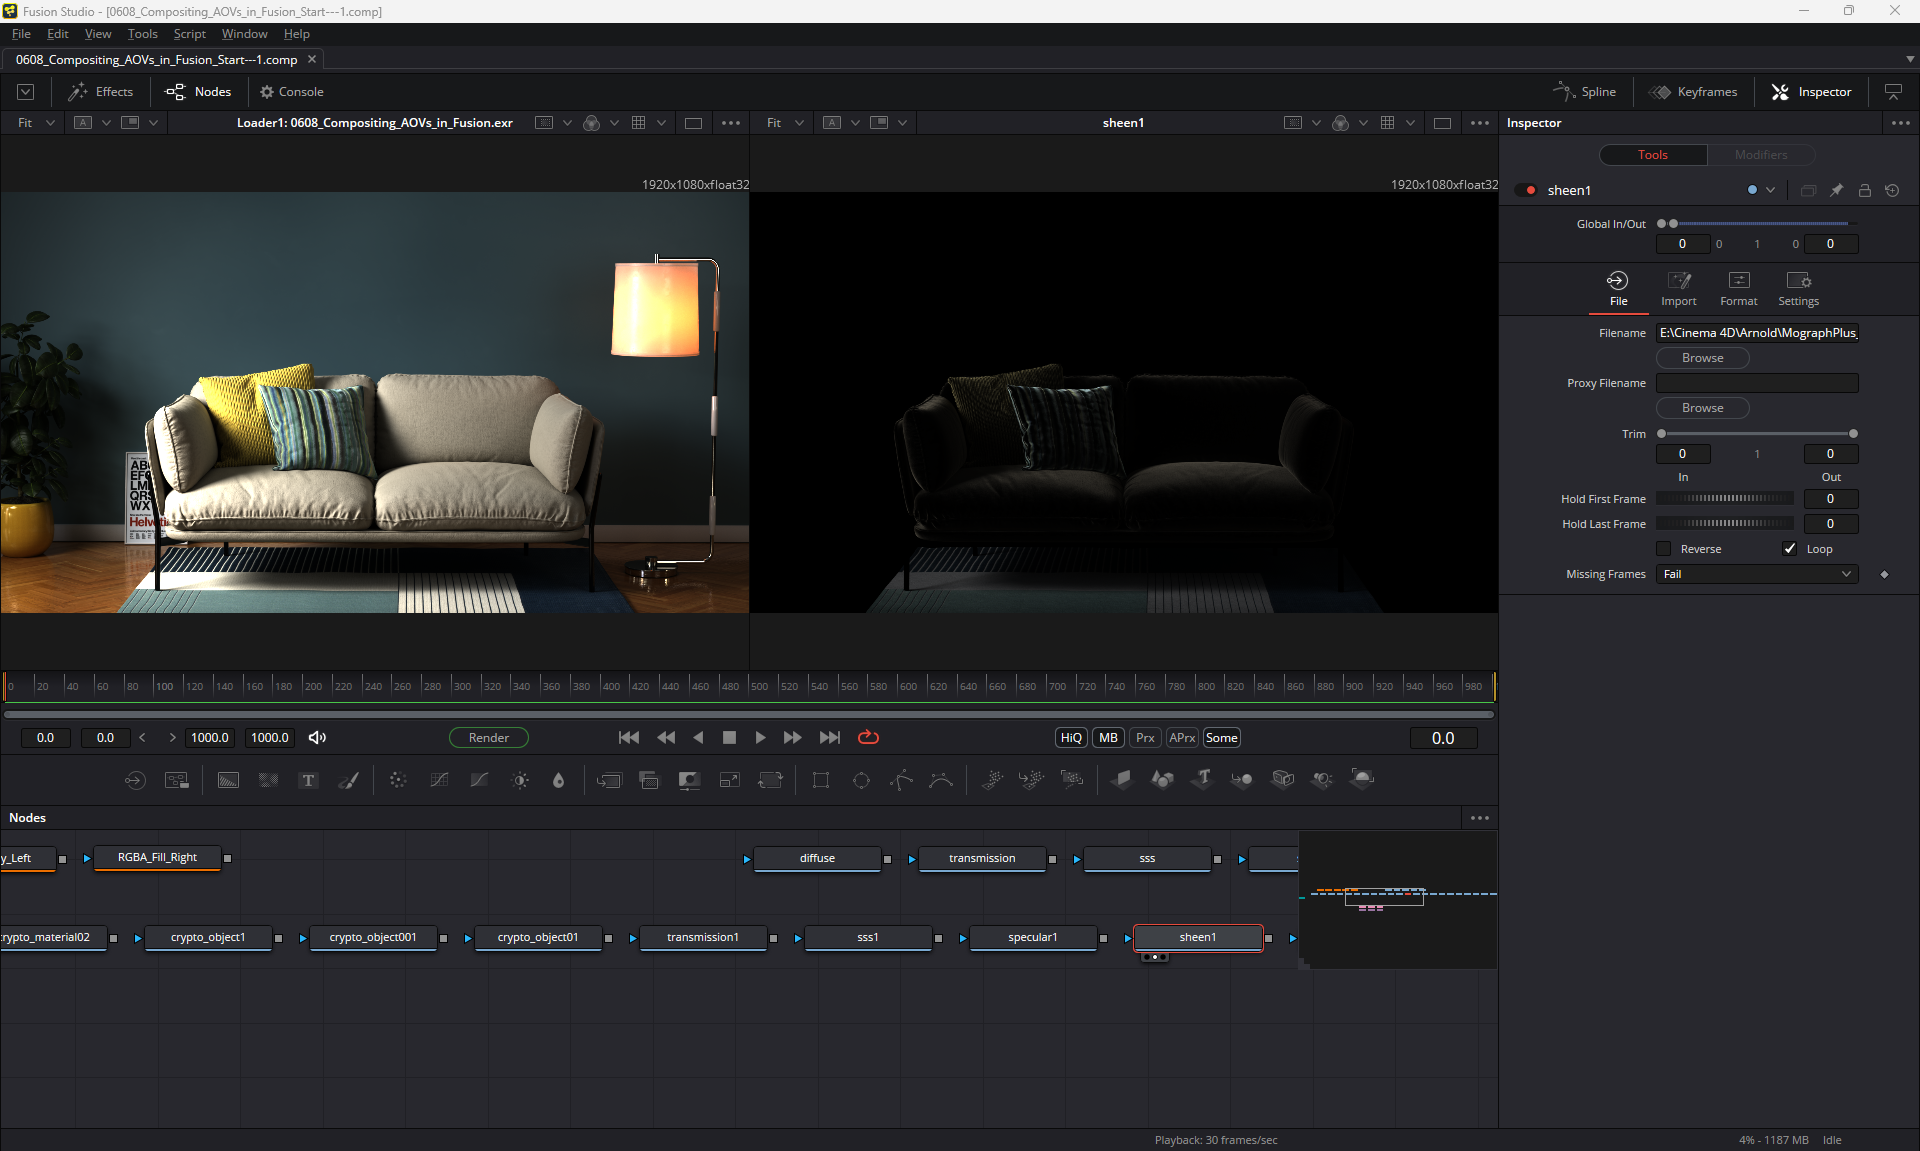 Fusion Studio - [0608_Compositing_AOVs_in_Fusion_Start---1.comp]
File Edit View Tools Script Window Help
0608_Compositing_AOVs_in_Fusion_Start---1.comp
Effects Nodes Console Spline Keyframes Inspector
Fit A Loader1: 0608_Compositing_AOVs_in_Fusion.exr Fit A sheen1 Inspector
Tools Modifiers
1920x1080xfloat32 1920x1080xfloat32
sheen1
Global In/Out
0 0 1 0 0
File Import Format Settings
Filename E:\Cinema 4D\Arnold\MographPlus_
Browse
Proxy Filename
Browse
Trim
0 1 0
In Out
Hold First Frame 0
Hold Last Frame 0
Reverse Loop
Missing Frames Fail
AB
EFG
LM
QRS
WX
Helveti
0 20 40 60 80 100 120 140 160 180 200 220 240 260 280 300 320 340 360 380 400 420 440 460 480 500 520 540 560 580 600 620 640 660 680 700 720 740 760 780 800 820 840 860 880 900 920 940 960 980
0.0 0.0 < > 1000.0 1000.0 Render HiQ MB Prx APrx Some 0.0
T T
Nodes
y_Left RGBA_Fill_Right diffuse transmission sss
rypto_material02 crypto_object1 crypto_object001 crypto_object01 transmission1 sss1 specular1 sheen1
Playback: 30 frames/sec 4% - 1187 MB Idle